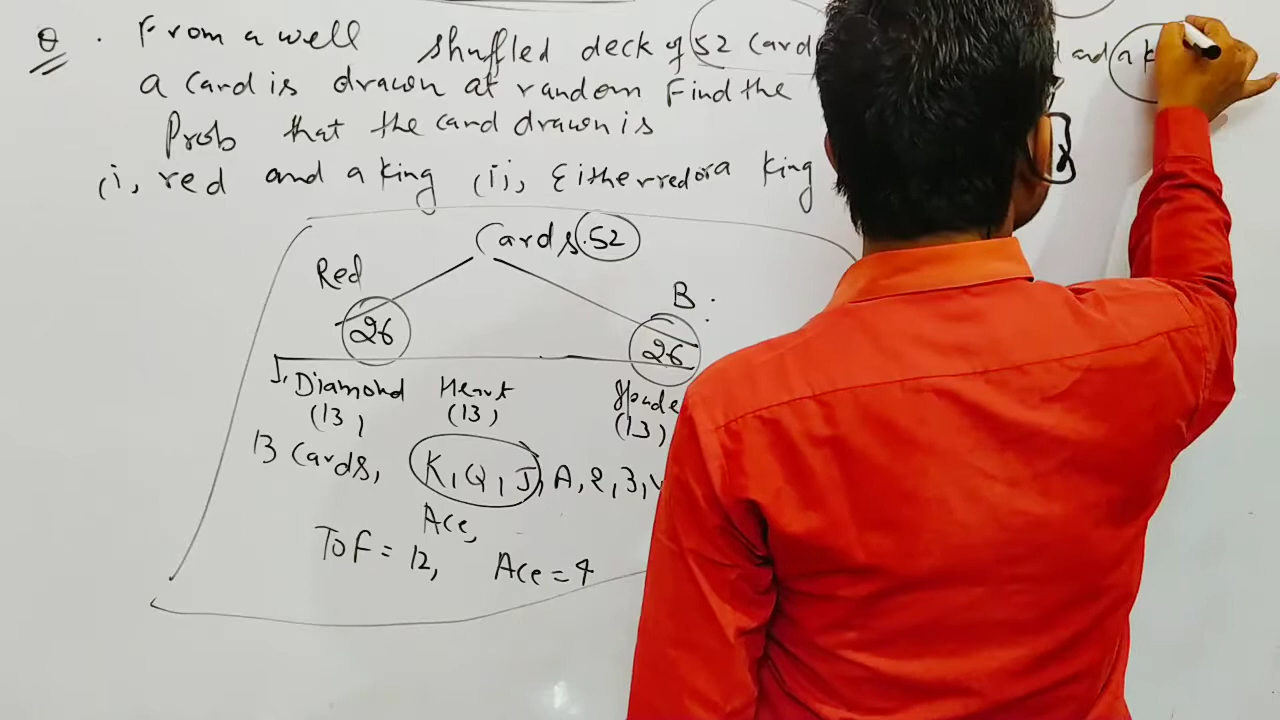 Q. From a well shuffled deck of 52 Card
and a k
a card is drawn at random Find the
Prob that the card drawn is
(i, red and a king (ii, Either red or a king
Cards 52
Red B:
26 26
Diamond Heart Spade
(13, (13, (13,
13 Cards, K, Q, J, A, 2, 3,
Ace,
ToF = 12, Ace = 4